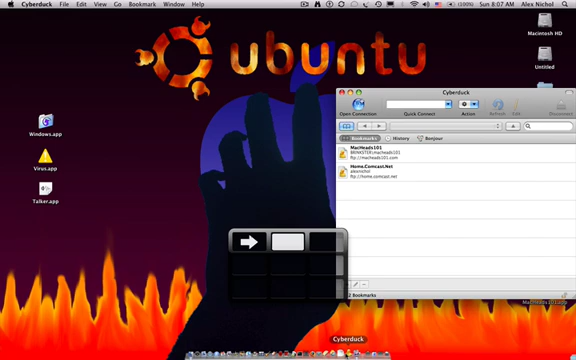 Cyberduck File Edit View Go Bookmark Window Help
(100%) Sun 8:07 AM Alex Nichol
ubuntu
Macintosh HD
Untitled
Windows.app
Virus.app
Talker.app
Cyberduck
Open Connection Quick Connect Action Refresh Edit Disconnect
Bookmarks History Bonjour
MacHeads101
ftp://macheads101.com
Home.Comcast.Net
alexnichol
ftp://home.comcast.net
2 Bookmarks
Cyberduck